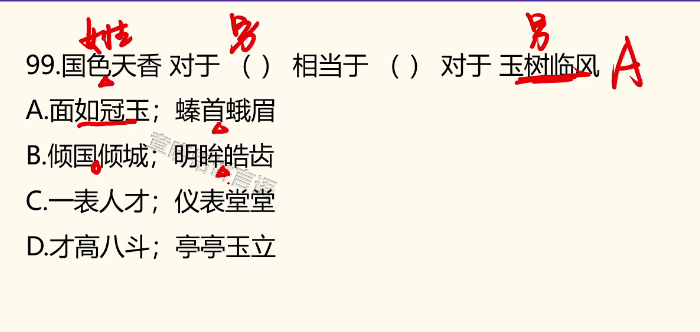 姓 男 男
99.国色天香 对于 （ ） 相当于 （ ） 对于 玉树临风 A
A.面如冠玉；螓首蛾眉
B.倾国倾城；明眸皓齿
C.一表人才；仪表堂堂
D.才高八斗；亭亭玉立